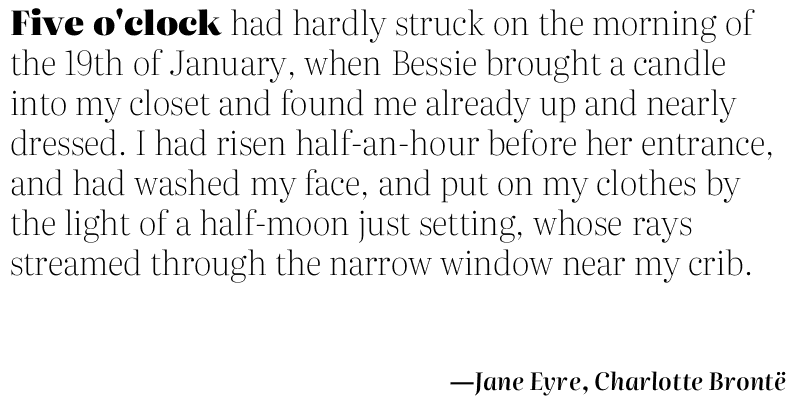 Five o'clock had hardly struck on the morning of
the 19th of January, when Bessie brought a candle
into my closet and found me already up and nearly
dressed. I had risen half-an-hour before her entrance,
and had washed my face, and put on my clothes by
the light of a half-moon just setting, whose rays
streamed through the narrow window near my crib.
—Jane Eyre, Charlotte Brontë